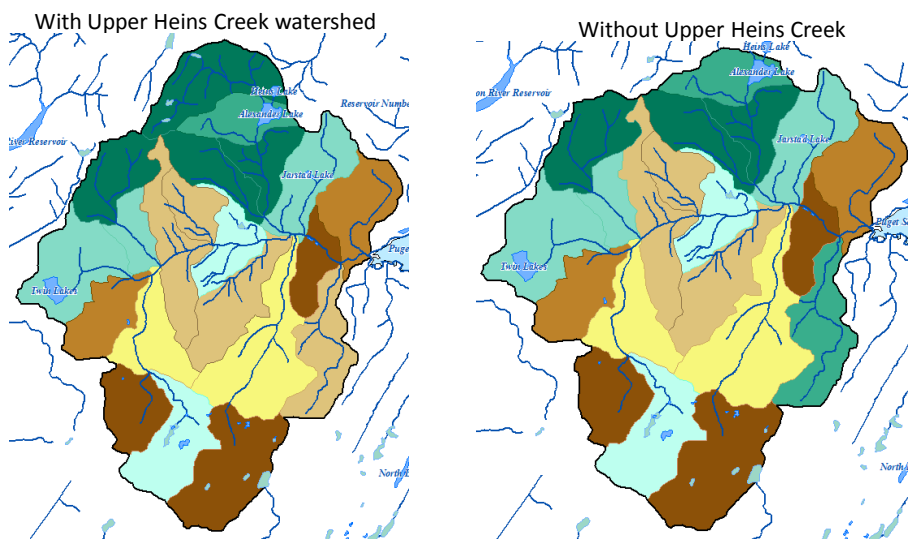 With Upper Heins Creek watershed
Heins Lake
Alexander Lake
Reservoir Numbe
River Reservoir
Jarstad Lake
Puget
Twin Lakes
North
Without Upper Heins Creek
Heins Lake
Alexander Lake
on River Reservoir
Jarstad Lake
Puget S
Twin Lakes
North